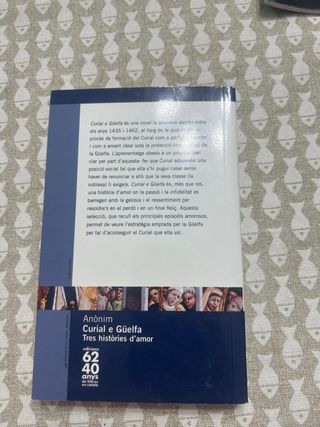 Curial e Güelfa és una novel·la anònima escrita entre
els anys 1435 i 1462, al llarg de la qual
procés de formació del Curial com a
i com a amant ideal sota la protecció
la Güelfa. L'aprenentatge obeeix a un
clar per part d'aquesta: fer que Curial adquireixi una
posició social tal que ella s'hi pugui casar sense
haver de renunciar a allò que la seva classe (la
noblesa) li exigeix. Curial e Güelfa és, més que res,
una història d'amor on la passió i la infidelitat es
barregen amb la gelosia i el ressentiment per
resoldre's en el perdó i en un final feliç. Aquesta
selecció, que recull els principals episodis amorosos,
permet de veure l'estratègia emprada per la Güelfa
per tal d'aconseguir el Curial que ella vol.
Anònim
Curial e Güelfa
Tres històries d'amor
edicions
62
40
anys
de llibres
en català